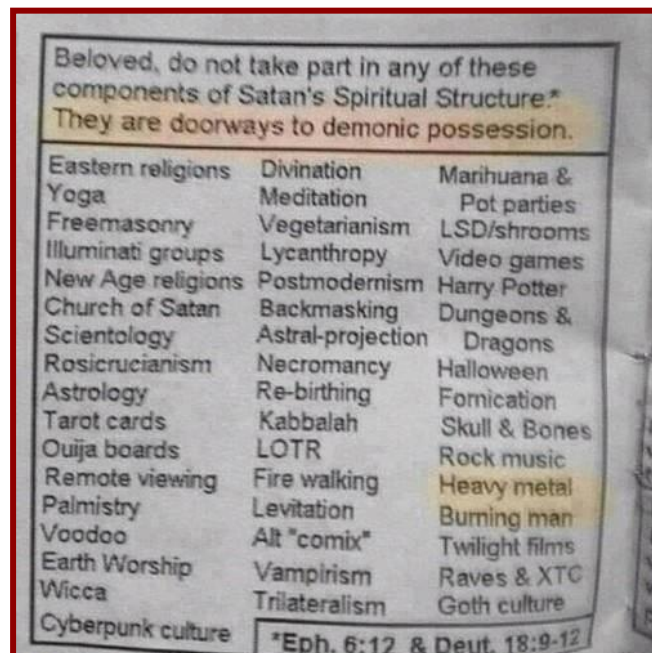 Beloved, do not take part in any of these
components of Satan's Spiritual Structure.*
They are doorways to demonic possession.
Eastern religions
Yoga
Freemasonry
Illuminati groups
New Age religions
Church of Satan
Scientology
Rosicrucianism
Astrology
Tarot cards
Ouija boards
Remote viewing
Palmistry
Voodoo
Earth Worship
Wicca
Cyberpunk culture
Divination
Meditation
Vegetarianism
Lycanthropy
Postmodernism
Backmasking
Astral-projection
Necromancy
Re-birthing
Kabbalah
LOTR
Fire walking
Levitation
Alt "comix"
Vampirism
Trilateralism
Marihuana &
Pot parties
LSD/shrooms
Video games
Harry Potter
Dungeons &
Dragons
Halloween
Fornication
Skull & Bones
Rock music
Heavy metal
Burning man
Twilight films
Raves & XTC
Goth culture
*Eph. 6:12 & Deut. 18:9-12